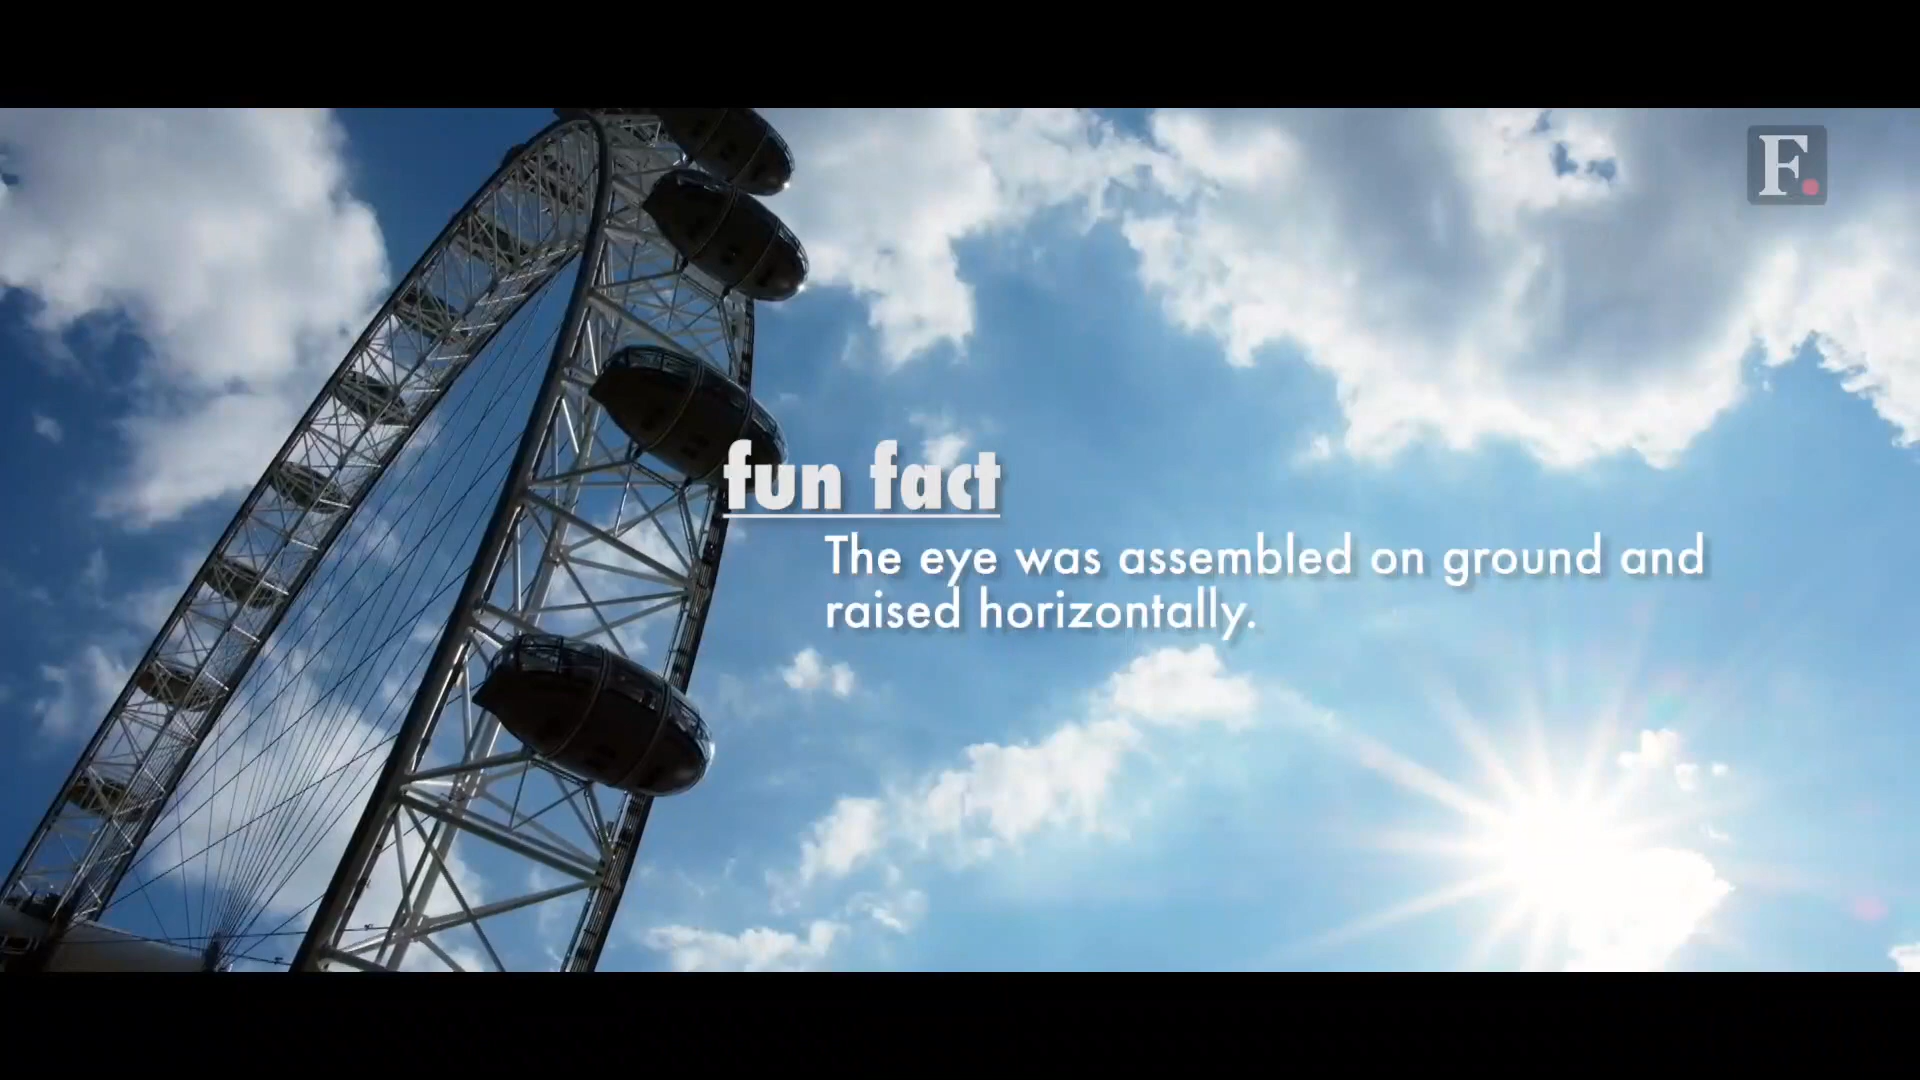 F.
fun fact
The eye was assembled on ground and
raised horizontally.